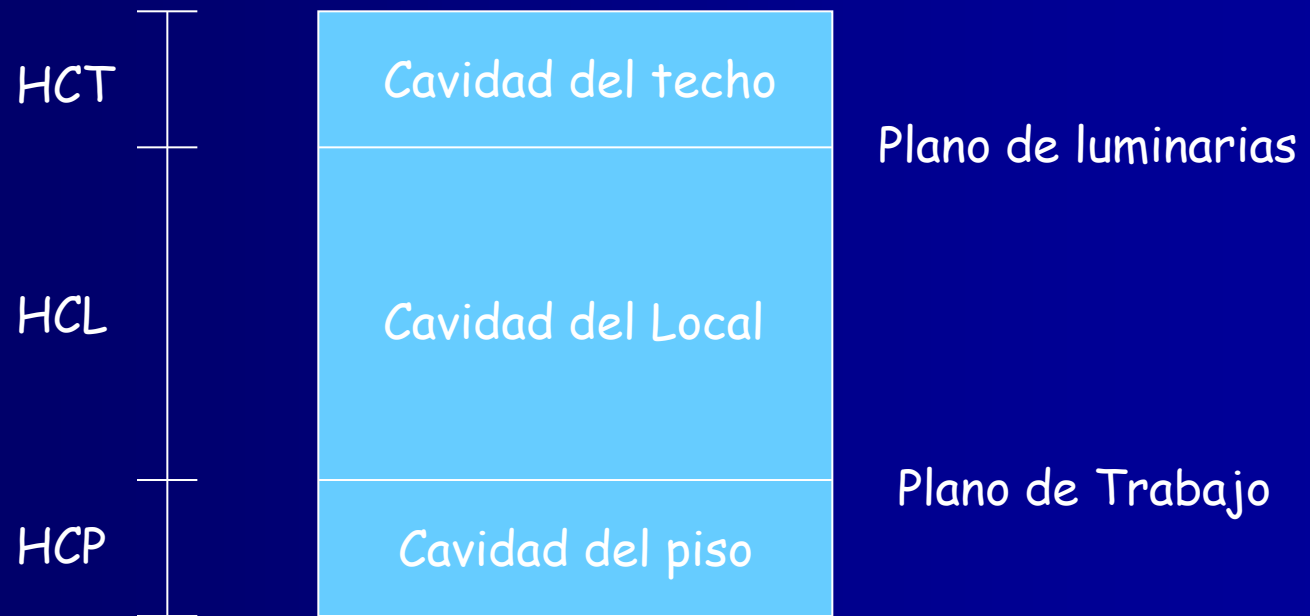 HCT
Cavidad del techo
Plano de luminarias
HCL
Cavidad del Local
Plano de Trabajo
HCP
Cavidad del piso